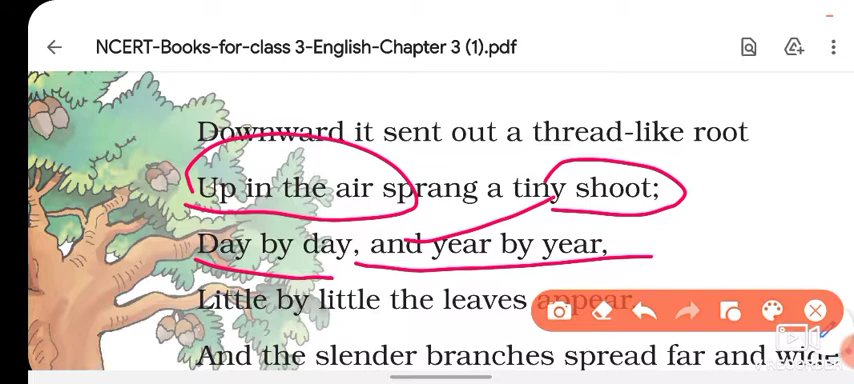 NCERT-Books-for-class 3-English-Chapter 3 (1).pdf
Downward it sent out a thread-like root
Up in the air sprang a tiny shoot;
Day by day, and year by year,
Little by little the leaves appear
And the slender branches spread far and wide